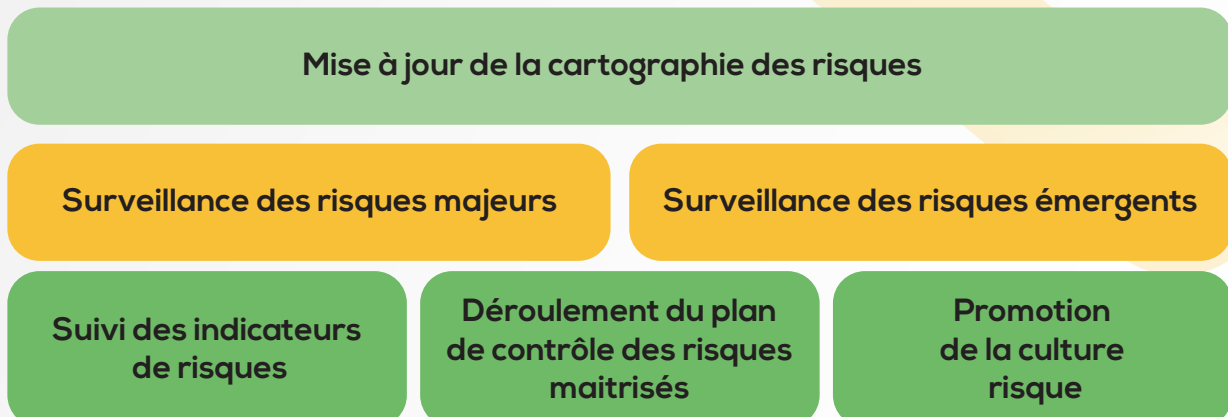 Mise à jour de la cartographie des risques
Surveillance des risques majeurs
Surveillance des risques émergents
Suivi des indicateurs
de risques
Déroulement du plan
de contrôle des risques
maitrisés
Promotion
de la culture
risque